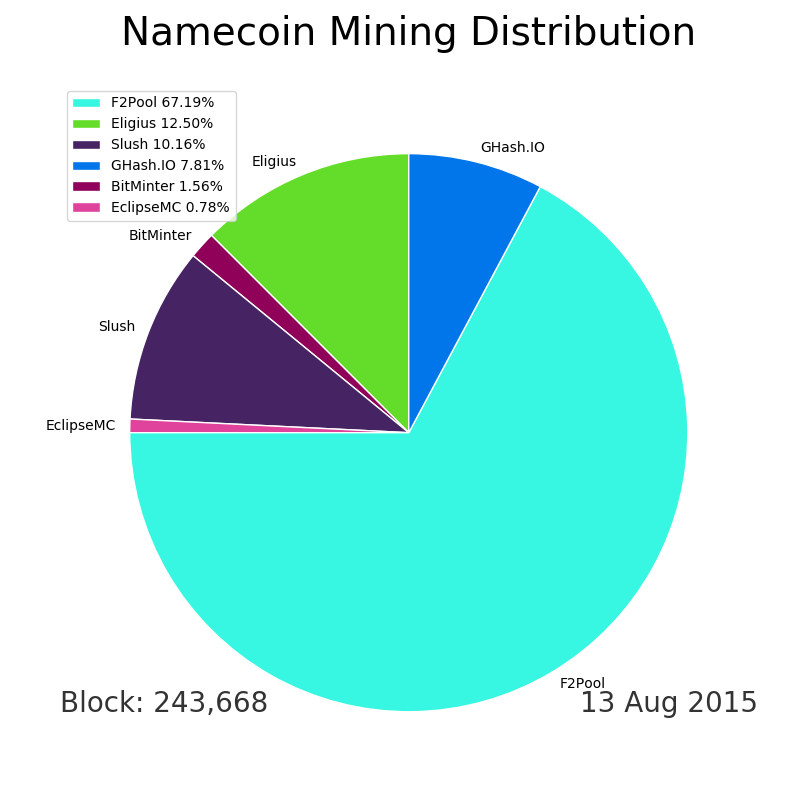 Namecoin Mining Distribution
F2Pool 67.19%
Eligius 12.50%
Slush 10.16%
GHash.IO 7.81%
BitMinter 1.56%
EclipseMC 0.78%
GHash.IO
Eligius
BitMinter
Slush
EclipseMC
F2Pool
Block: 243,668
13 Aug 2015